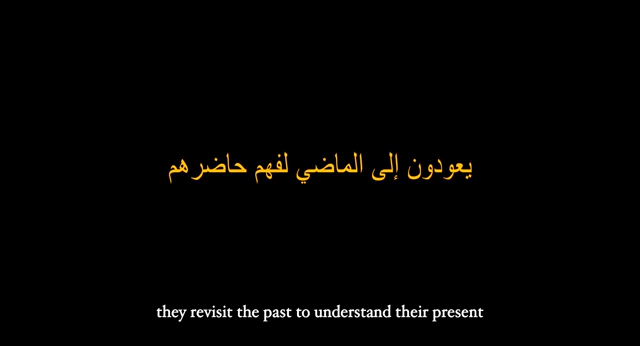 يعودون إلى الماضي لفهم حاضرهم
they revisit the past to understand their present